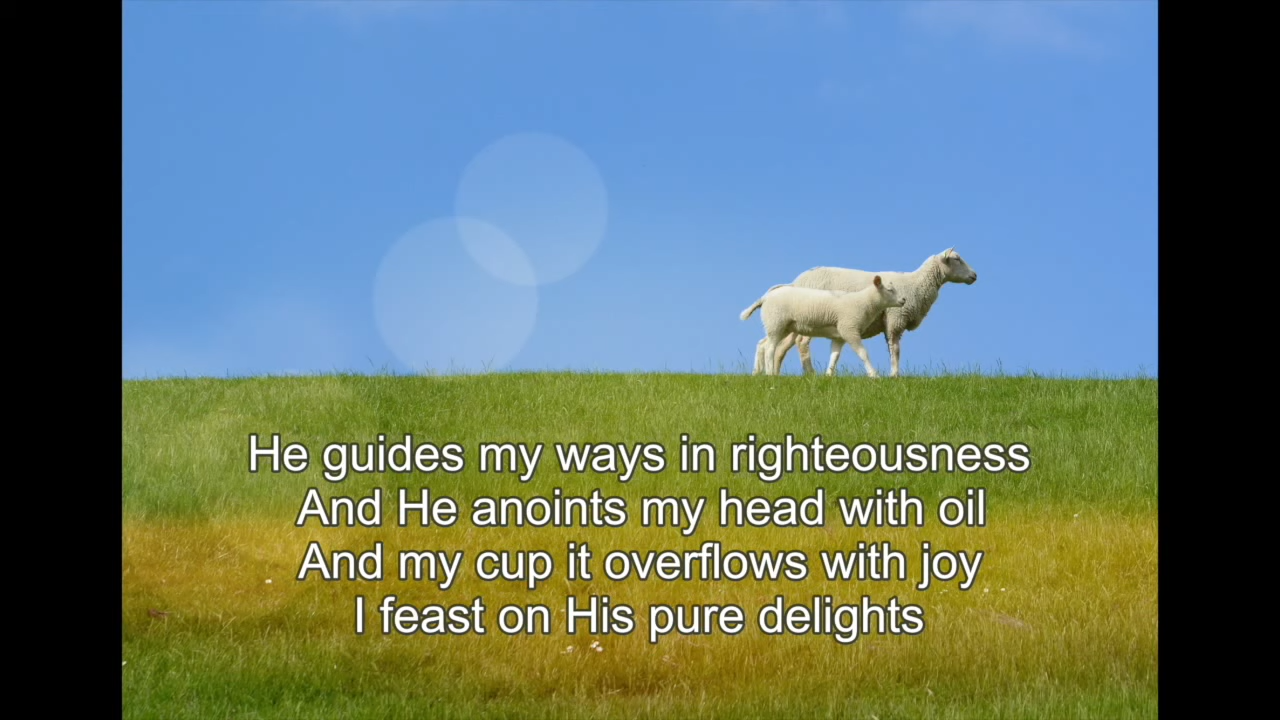 He guides my ways in righteousness
And He anoints my head with oil
And my cup it overflows with joy
I feast on His pure delights